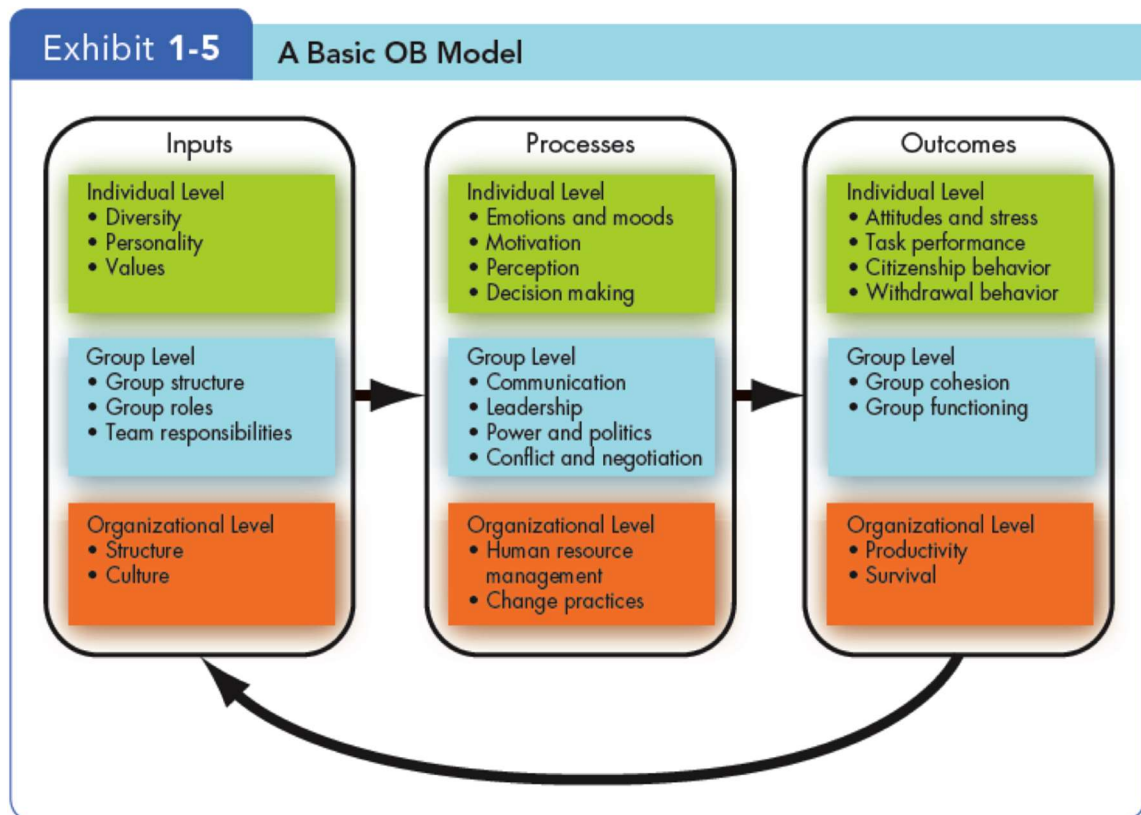 Exhibit 1-5
A Basic OB Model
Inputs
Individual Level
• Diversity
• Personality
• Values
Group Level
• Group structure
• Group roles
• Team responsibilities
Organizational Level
• Structure
• Culture
Processes
Individual Level
• Emotions and moods
• Motivation
• Perception
• Decision making
Group Level
• Communication
• Leadership
• Power and politics
• Conflict and negotiation
Organizational Level
• Human resource
management
• Change practices
Outcomes
Individual Level
• Attitudes and stress
• Task performance
• Citizenship behavior
• Withdrawal behavior
Group Level
• Group cohesion
• Group functioning
Organizational Level
• Productivity
• Survival